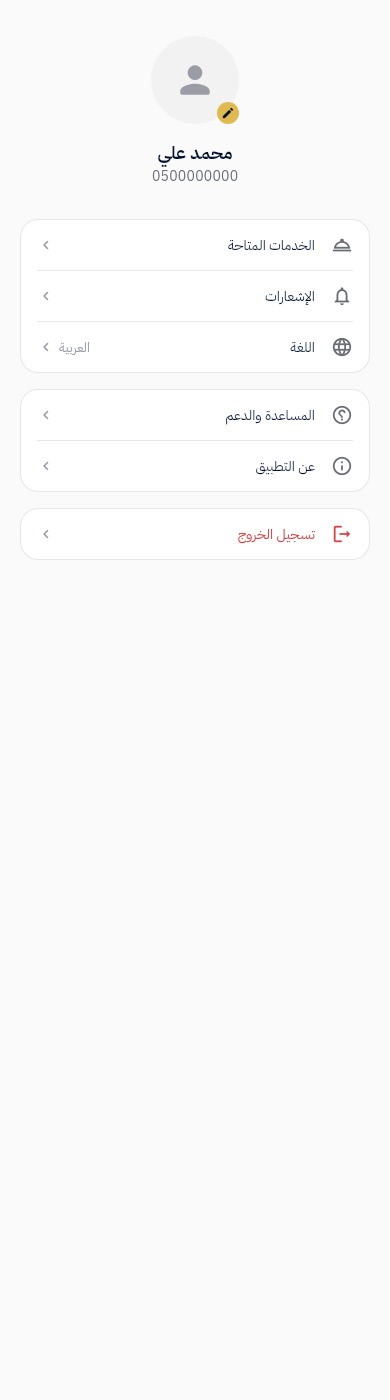 محمد علي
0500000000
الخدمات المتاحة
الإشعارات
اللغة العربية
المساعدة والدعم
عن التطبيق
تسجيل الخروج